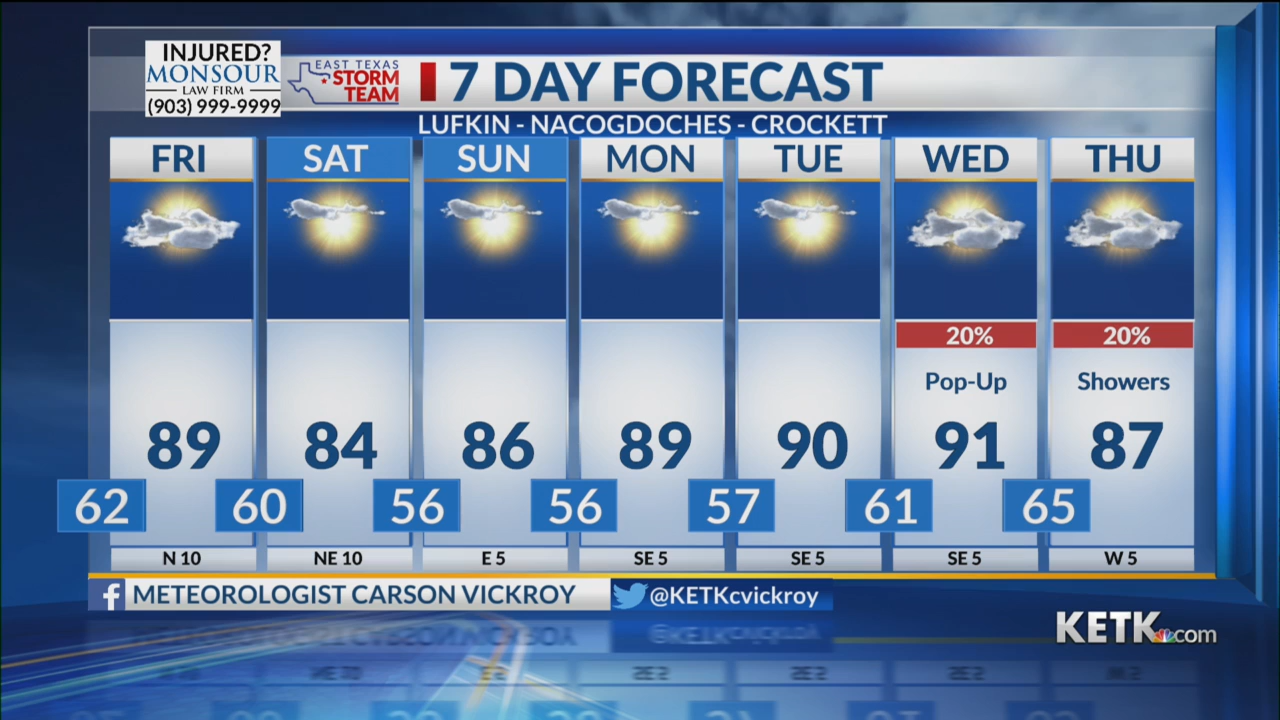 INJURED?
MONSOUR
LAW FIRM
(903) 999-9999
EAST TEXAS
STORM
TEAM
7 DAY FORECAST
LUFKIN - NACOGDOCHES - CROCKETT
FRI SAT SUN MON TUE WED THU
20% 20%
Pop-Up Showers
89 84 86 89 90 91 87
62 60 56 56 57 61 65
N 10 NE 10 E 5 SE 5 SE 5 SE 5 W 5
f METEOROLOGIST CARSON VICKROY @KETKcvickroy
KETK.com